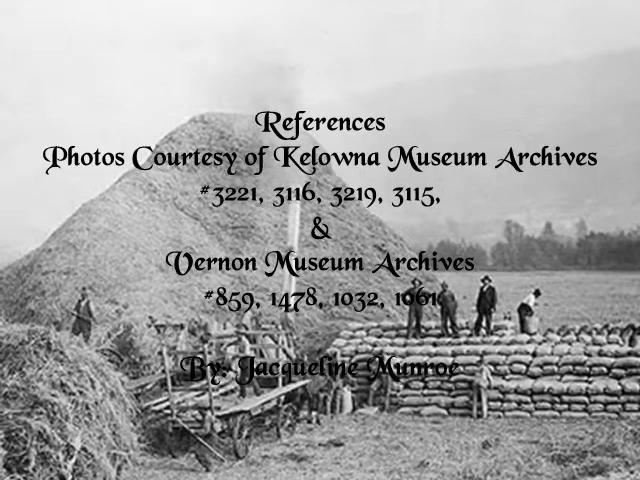 References
Photos Courtesy of Kelowna Museum Archives
#3221, 3116, 3219, 3115,
&
Vernon Museum Archives
#859, 1478, 1032, 1061
By: Jacqueline Munroe